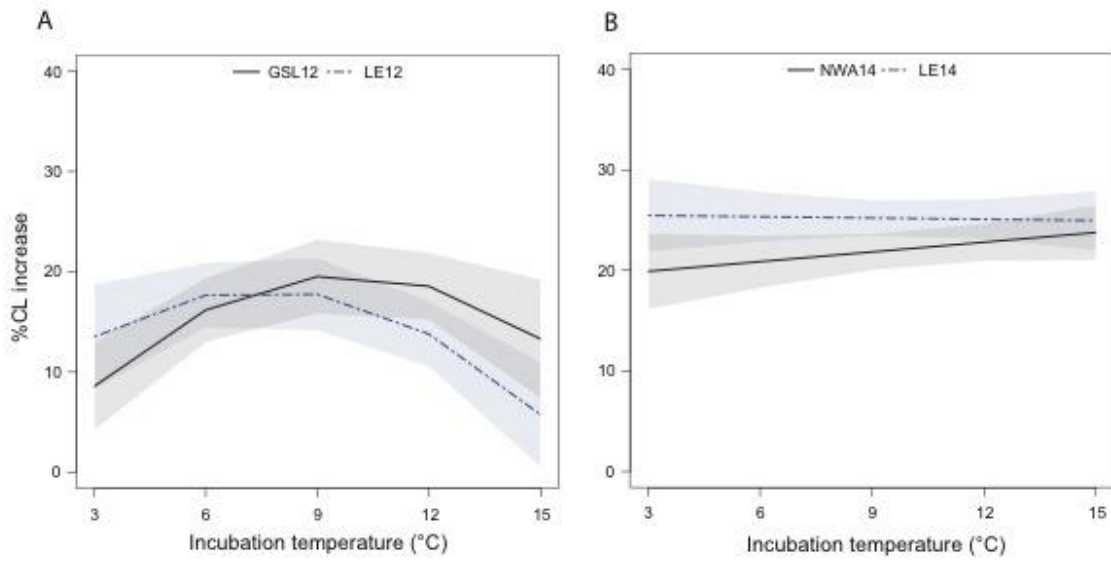 A
GSL12 LE12
40
30
20
10
0
%CL increase
3 6 9 12 15
Incubation temperature (°C)
B
NWA14 LE14
40
30
20
10
0
3 6 9 12 15
Incubation temperature (°C)